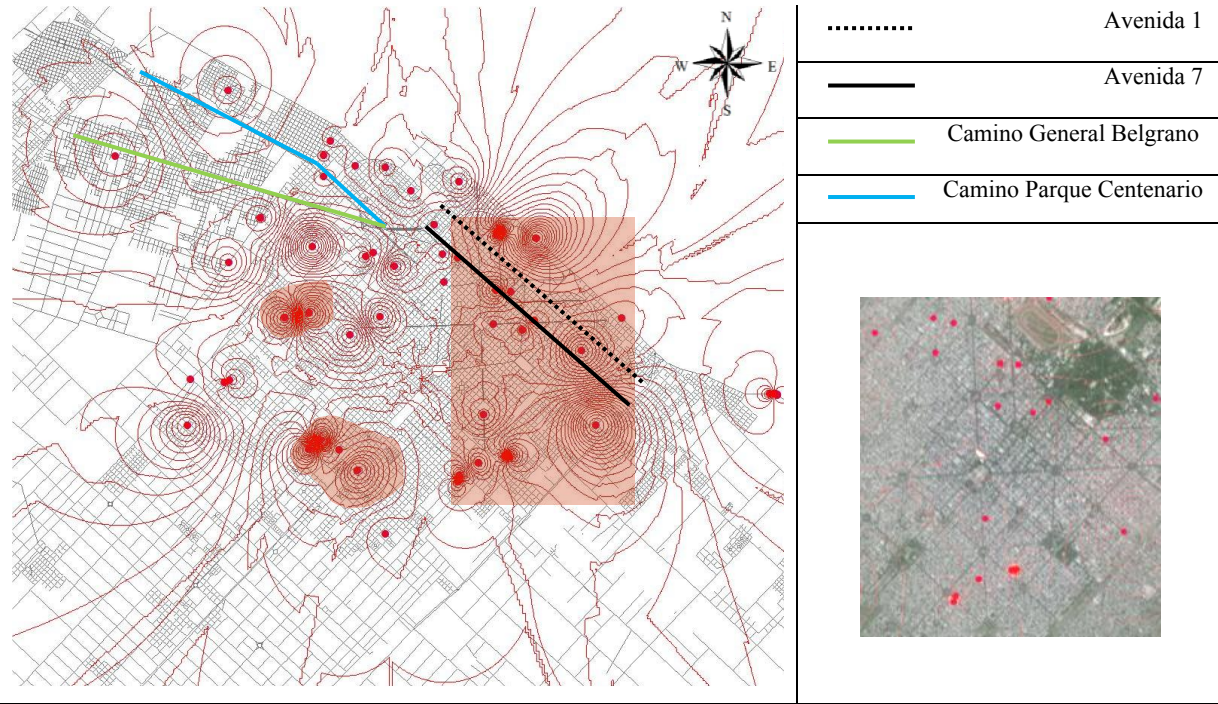 N
W E
S
Avenida 1
Avenida 7
Camino General Belgrano
Camino Parque Centenario